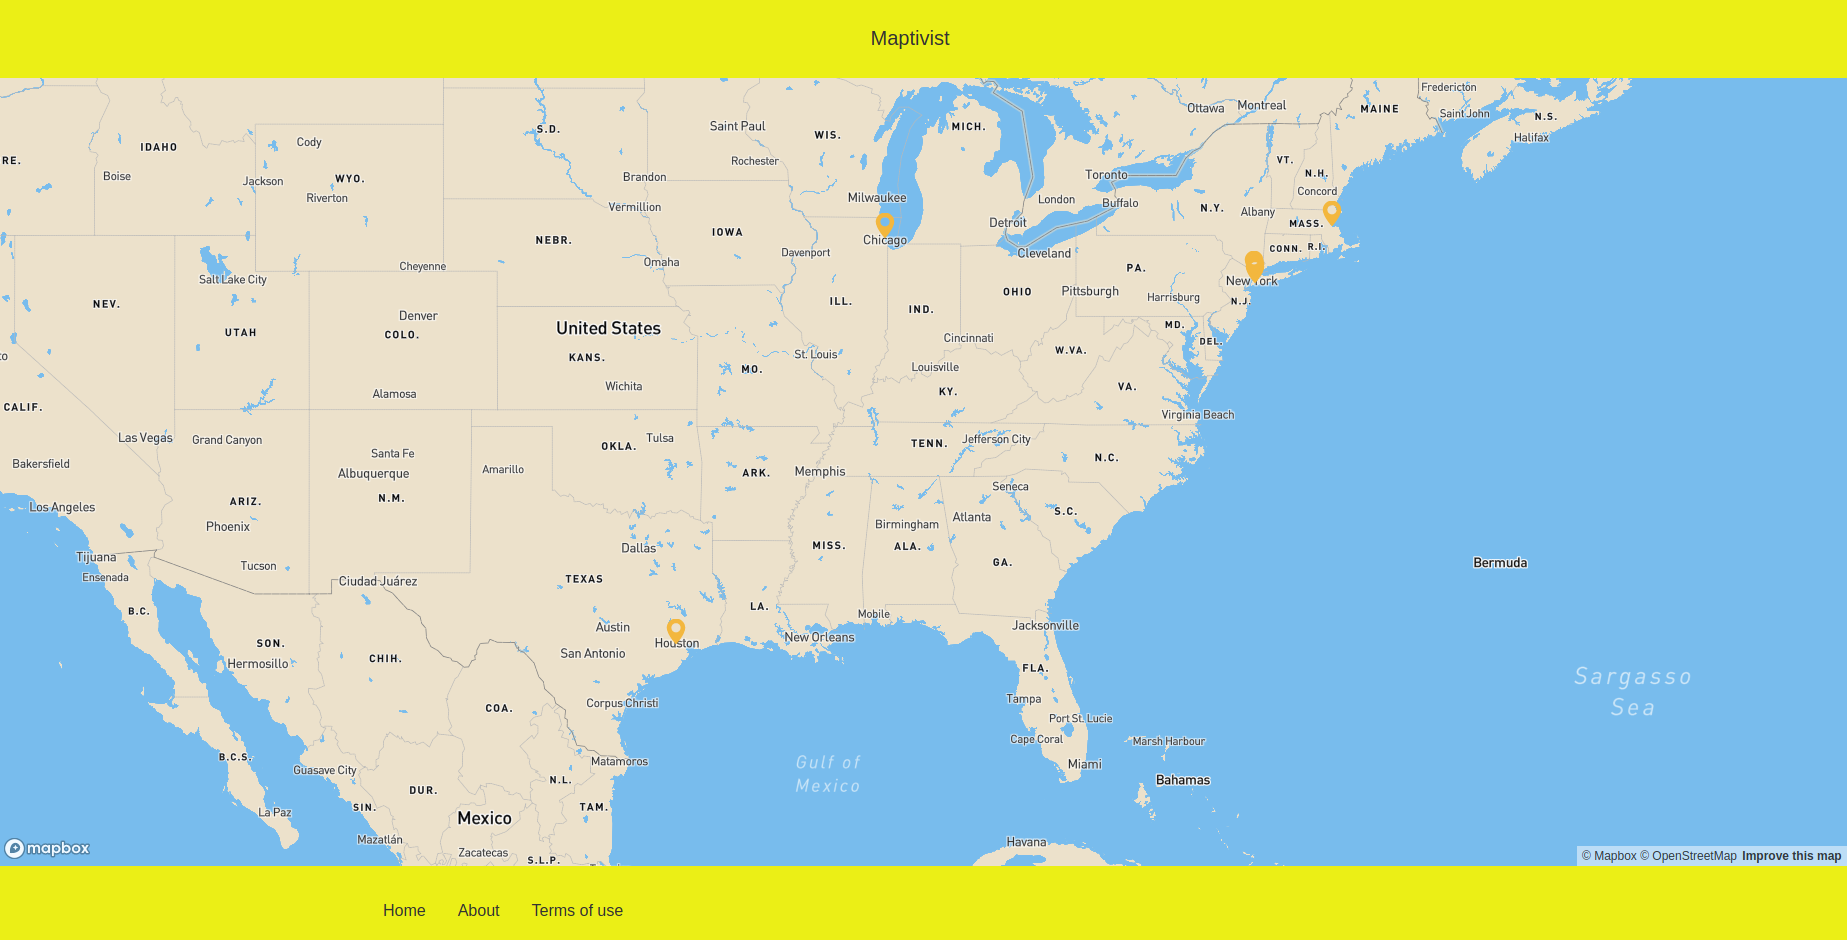 Maptivist
Fredericton
Ottawa
Montreal
MAINE
Saint John
N.S.
Halifax
S.D.
Saint Paul
WIS.
MICH.
Cody
IDAHO
RE.
Rochester
VT.
N.H.
Boise
Jackson
WYO.
Brandon
Toronto
Concord
Riverton
Milwaukee
London
Buffalo
Vermillion
N.Y.
Albany
Detroit
MASS.
IOWA
NEBR.
Chicago
CONN.
R.I.
Davenport
Cleveland
Omaha
Cheyenne
PA.
Salt Lake City
New York
OHIO
Pittsburgh
Harrisburg
NEV.
ILL.
IND.
N.J.
Denver
COLO.
UTAH
United States
MD.
DEL.
Cincinnati
W.VA.
to
KANS.
St. Louis
MO.
Louisville
Wichita
KY.
VA.
Alamosa
CALIF.
Virginia Beach
Las Vegas
Grand Canyon
Tulsa
OKLA.
TENN.
Jefferson City
Santa Fe
N.C.
Bakersfield
Albuquerque
Amarillo
Memphis
ARK.
Seneca
N.M.
ARIZ.
Los Angeles
S.C.
Atlanta
Phoenix
Birmingham
Dallas
MISS.
ALA.
Tijuana
Tucson
GA.
Bermuda
Ensenada
Ciudad Juárez
TEXAS
B.C.
LA.
Mobile
Austin
Jacksonville
New Orleans
SON.
Houston
San Antonio
Hermosillo
CHIH.
FLA.
Sargasso
Sea
Tampa
Corpus Christi
COA.
Port St. Lucie
Cape Coral
Marsh Harbour
B.C.S.
Gulf of
Mexico
Matamoros
Miami
Guasave City
Bahamas
N.L.
DUR.
SIN.
TAM.
La Paz
Mexico
Mazatlán
Havana
mapbox
Zacatecas
S.L.P.
© Mapbox © OpenStreetMap Improve this map
Home About Terms of use